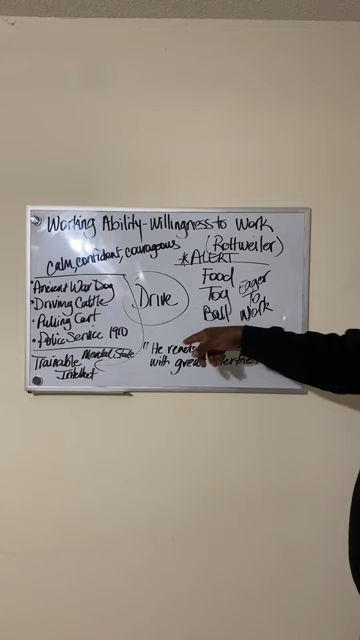 Working Ability-Willingness to Work
(Rottweiler)
calm, confident, courageous
*ALERT
•Ancient War Dog
•Driving Cattle
• Pulling Cart
• Police Service 1910
Trainable Mental State
Intellect
Drive
Food
Toy
Ball
Eager
To
Work
"He
with great